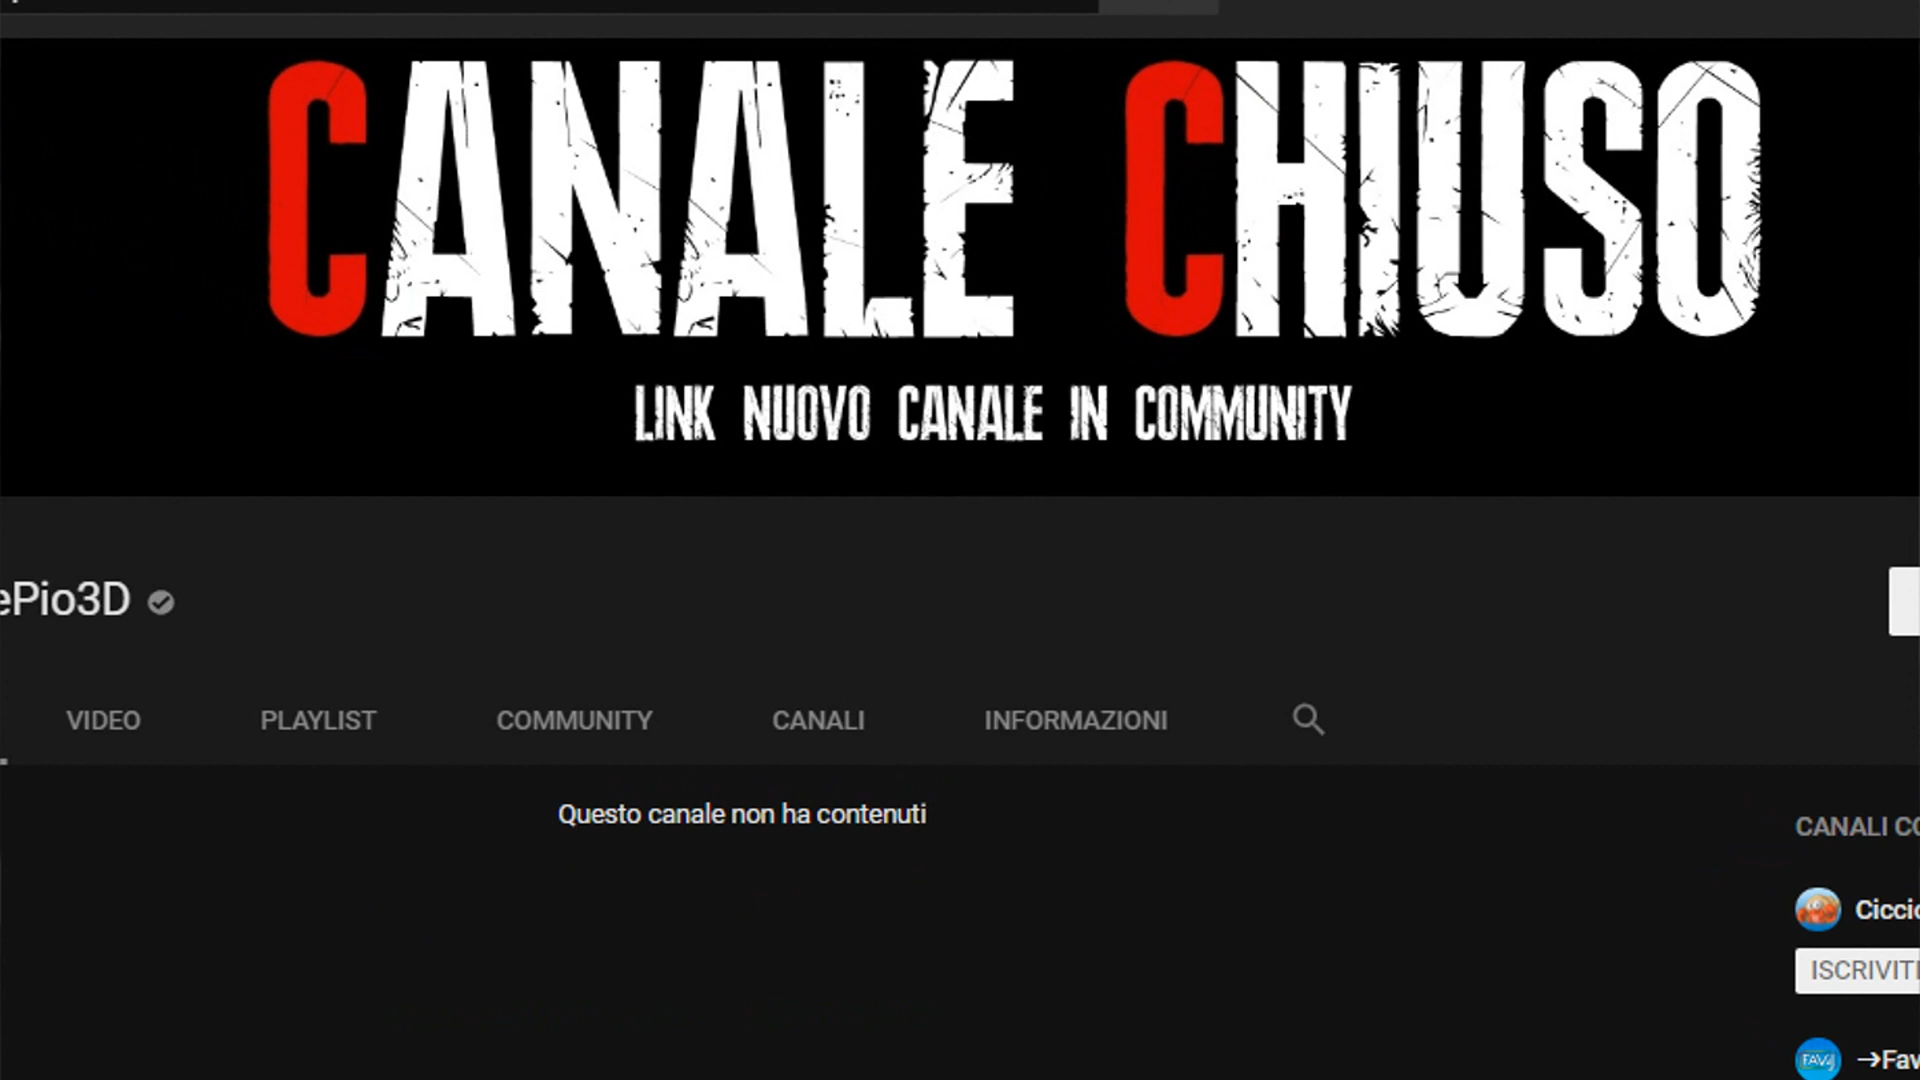 CANALE CHIUSO
LINK NUOVO CANALE IN COMMUNITY
ePio3D
VIDEO PLAYLIST COMMUNITY CANALI INFORMAZIONI
Questo canale non ha contenuti
CANALI CO
Ciccio
ISCRIVITI
FAVIJ →Fav